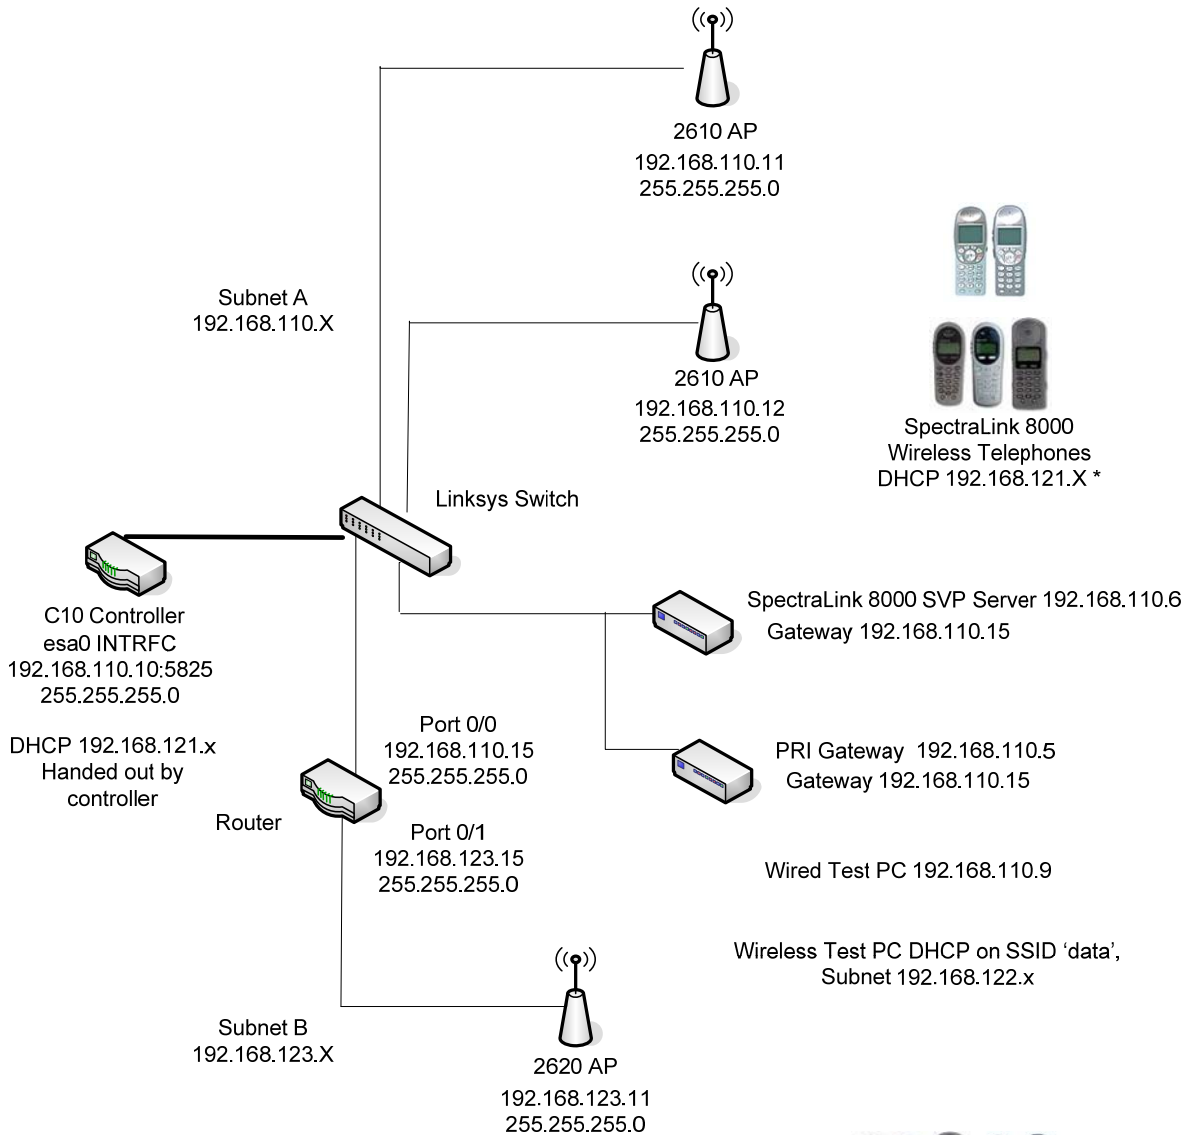 2610 AP
192.168.110.11
255.255.255.0
Subnet A
192.168.110.X
2610 AP
192.168.110.12
255.255.255.0
SpectraLink 8000
Wireless Telephones
DHCP 192.168.121.X *
Linksys Switch
C10 Controller
esa0 INTRFC
192.168.110.10:5825
255.255.255.0
DHCP 192.168.121.x
Handed out by
controller
SpectraLink 8000 SVP Server 192.168.110.6
Gateway 192.168.110.15
Port 0/0
192.168.110.15
255.255.255.0
PRI Gateway 192.168.110.5
Gateway 192.168.110.15
Router
Port 0/1
192.168.123.15
255.255.255.0
Wired Test PC 192.168.110.9
Wireless Test PC DHCP on SSID ‘data’,
Subnet 192.168.122.x
Subnet B
192.168.123.X
2620 AP
192.168.123.11
255.255.255.0